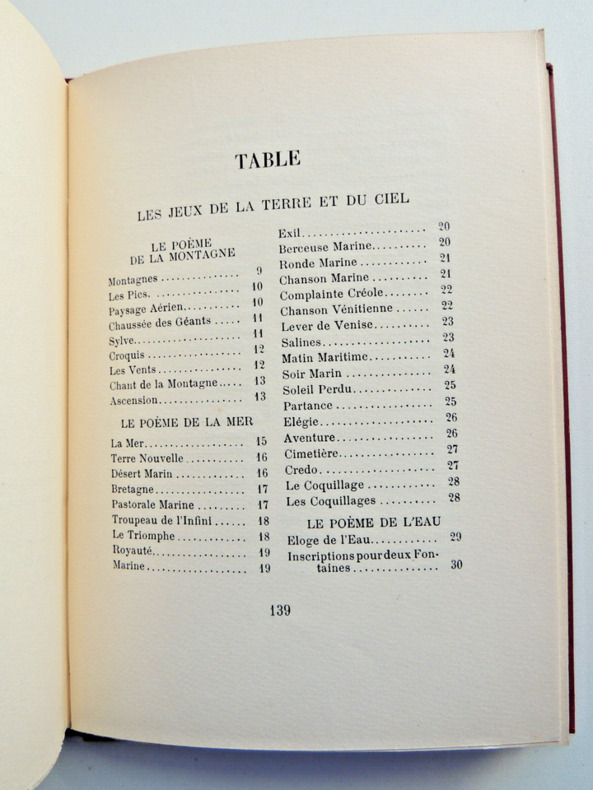 TABLE
LES JEUX DE LA TERRE ET DU CIEL
LE POÈME
DE LA MONTAGNE
Montagnes ............... 9
Les Pics. ............... 10
Paysage Aérien.......... 10
Chaussée des Géants ..... 11
Sylve.................... 11
Croquis ................. 12
Les Vents ............... 12
Chant de la Montagne..... 13
Ascension................ 13
LE POÈME DE LA MER
La Mer................... 15
Terre Nouvelle .......... 16
Désert Marin ............ 16
Bretagne................. 17
Pastorale Marine ........ 17
Troupeau de l'Infini ...... 18
Le Triomphe ............. 18
Royauté.................. 19
Marine................... 19
Exil...................... 20
Berceuse Marine.......... 20
Ronde Marine ............ 21
Chanson Marine .......... 21
Complainte Créole........ 22
Chanson Vénitienne ...... 22
Lever de Venise.......... 23
Salines.................. 23
Matin Maritime........... 24
Soir Marin .............. 24
Soleil Perdu............. 25
Partance ................ 25
Elégie................... 26
Aventure................. 26
Cimetière................ 27
Credo.................... 27
Le Coquillage ........... 28
Les Coquillages ......... 28
LE POÈME DE L'EAU
Eloge de l'Eau............ 29
Inscriptions pour deux Fon-
taines ............... 30
139